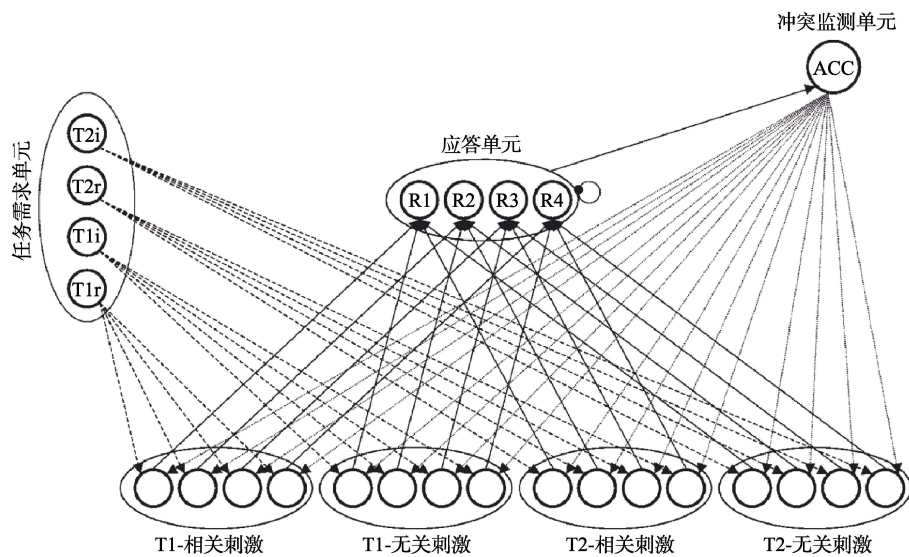 冲突监测单元
ACC
任务需求单元
T2i
T2r
T1i
T1r
应答单元
R1 R2 R3 R4
T1-相关刺激 T1-无关刺激 T2-相关刺激 T2-无关刺激